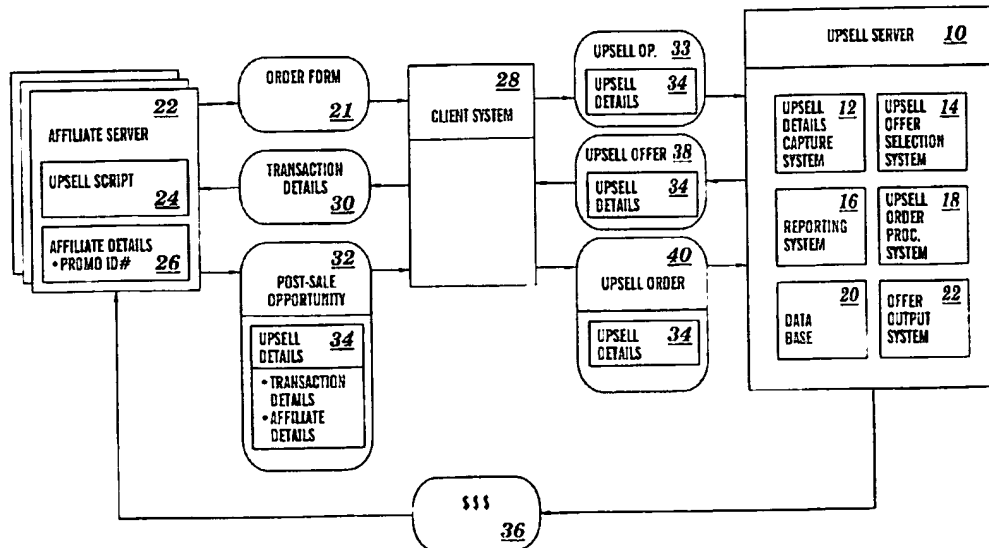 22
AFFILIATE SERVER
UPSELL SCRIPT
24
AFFILIATE DETAILS
• PROMO ID# 26
ORDER FORM
21
TRANSACTION
DETAILS
30
32
POST-SALE
OPPORTUNITY
UPSELL 34
DETAILS
• TRANSACTION
DETAILS
• AFFILIATE
DETAILS
28
CLIENT SYSTEM
UPSELL OP. 33
UPSELL 34
DETAILS
UPSELL OFFER 38
UPSELL 34
DETAILS
40
UPSELL ORDER
UPSELL 34
DETAILS
UPSELL SERVER 10
UPSELL 12
DETAILS
CAPTURE
SYSTEM
UPSELL 14
OFFER
SELECTION
SYSTEM
16
REPORTING
SYSTEM
UPSELL 18
ORDER
PROC. SYSTEM
20
DATA
BASE
OFFER 22
OUTPUT
SYSTEM
$$$
36